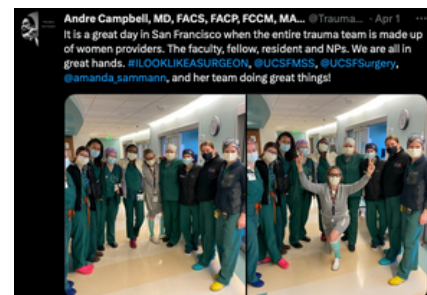 Andre Campbell, MD, FACS, FACP, FCCM, MA... @Trauma... · Apr 1
It is a great day in San Francisco when the entire trauma team is made up
of women providers. The faculty, fellow, resident and NPs. We are all in
great hands. #ILOOKLIKEASURGEON, @UCSFMSS, @UCSFSurgery,
@amanda_sammann, and her team doing great things!